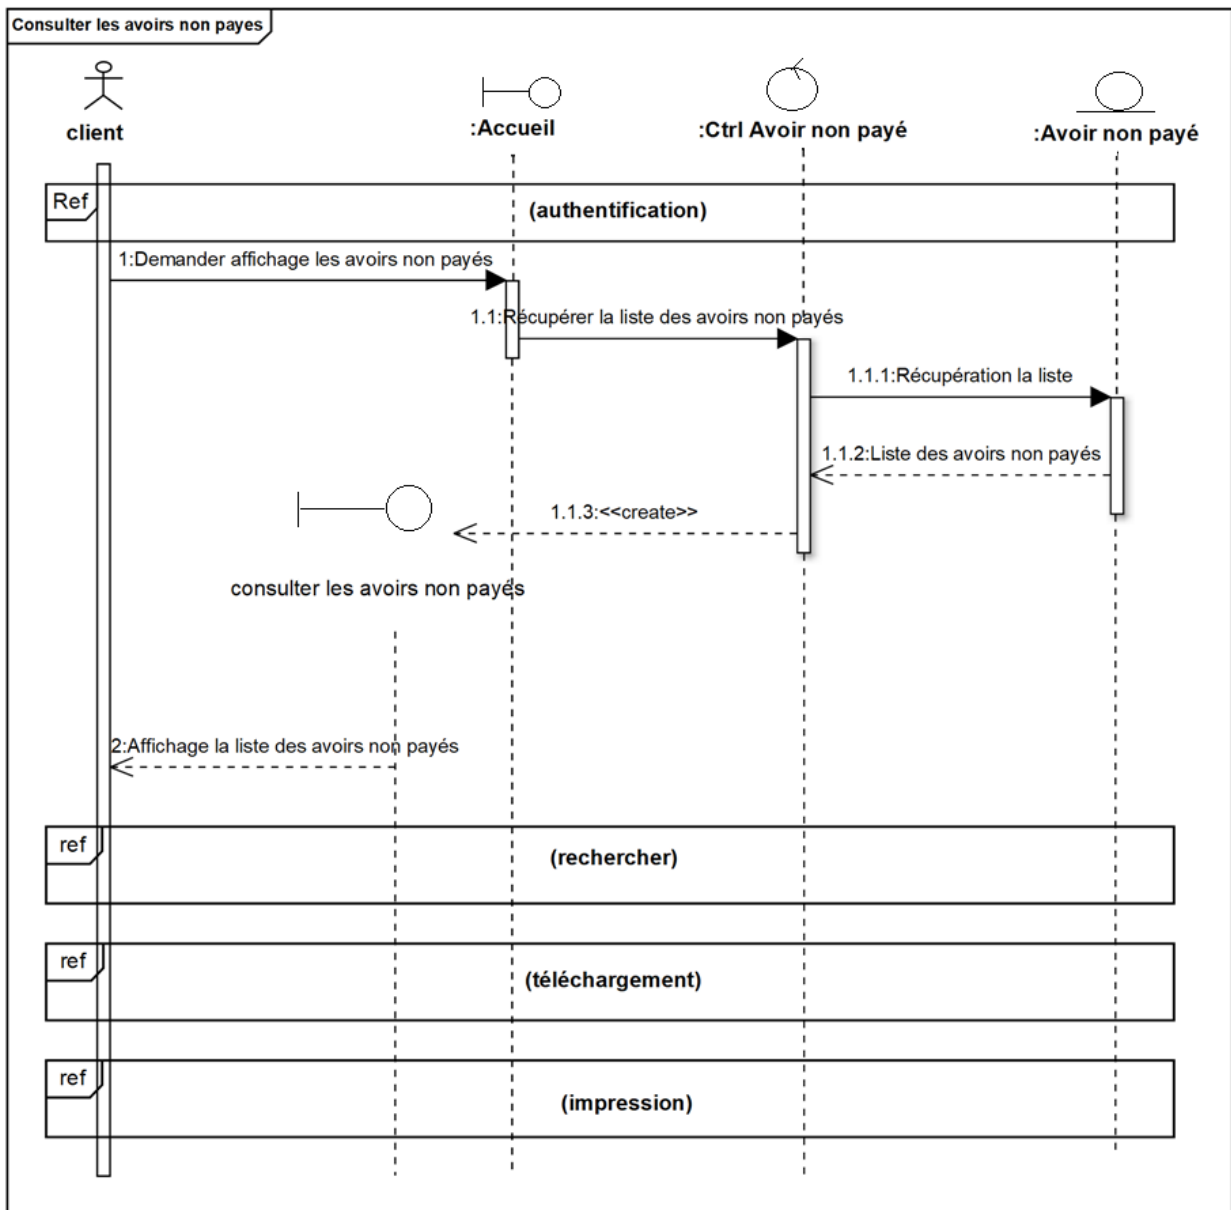 Consulter les avoirs non payes
client
:Accueil
:Ctrl Avoir non payé
:Avoir non payé
Ref
(authentification)
1:Demander affichage les avoirs non payés
1.1:Récupérer la liste des avoirs non payés
1.1.1:Récupération la liste
1.1.2:Liste des avoirs non payés
1.1.3:<<create>>
consulter les avoirs non payés
2:Affichage la liste des avoirs non payés
ref
(rechercher)
ref
(téléchargement)
ref
(impression)